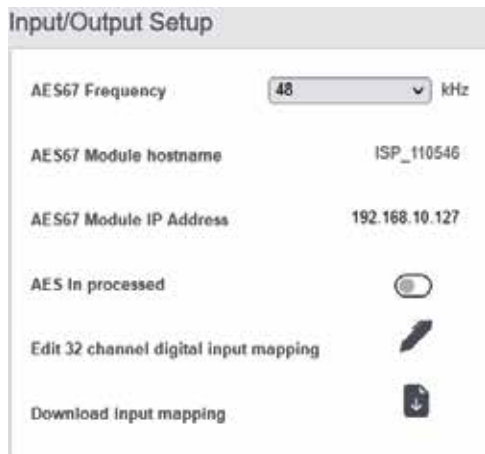 Input/Output Setup
AES67 Frequency 48 kHz
AES67 Module hostname ISP_110546
AES67 Module IP Address 192.168.10.127
AES In processed
Edit 32 channel digital input mapping
Download input mapping